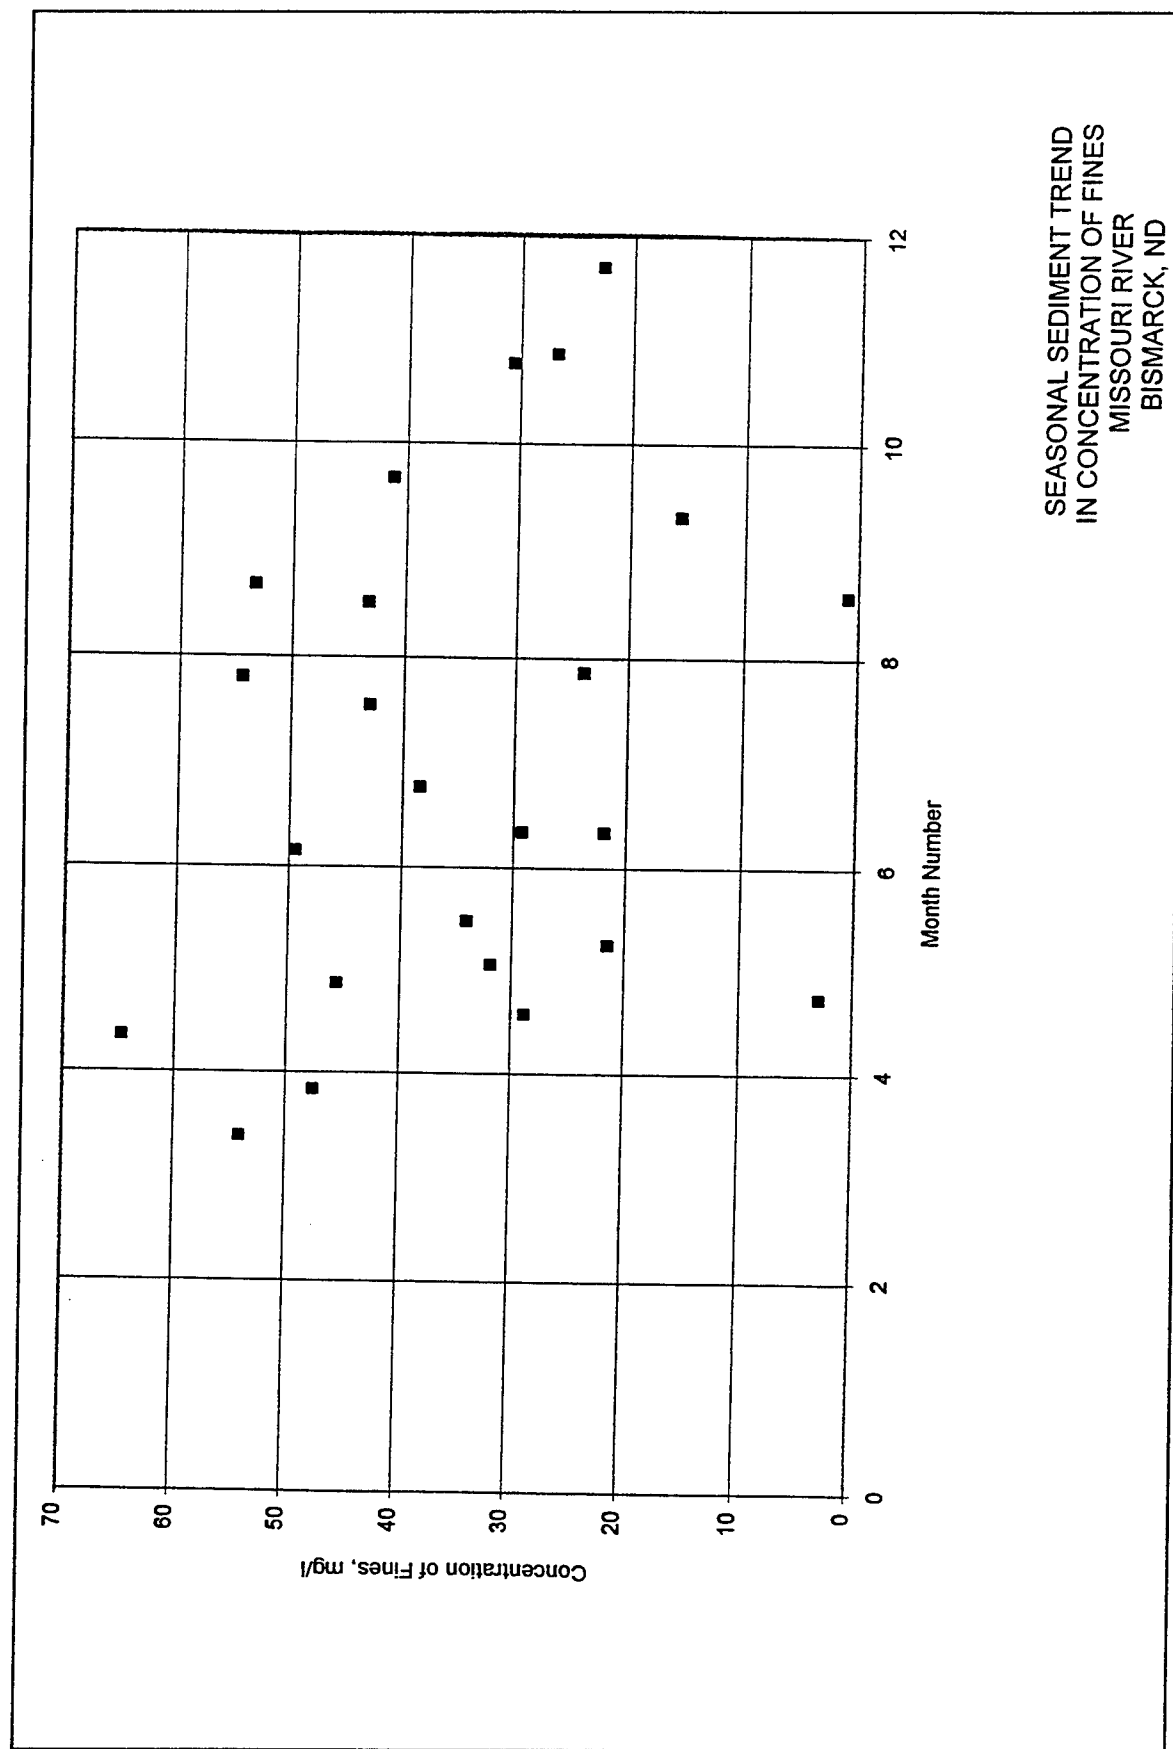 70
60
50
40
30
20
10
0
Concentration of Fines, mg/l
0
2
4
6
8
10
12
Month Number
SEASONAL SEDIMENT TREND
IN CONCENTRATION OF FINES
MISSOURI RIVER
BISMARCK, ND